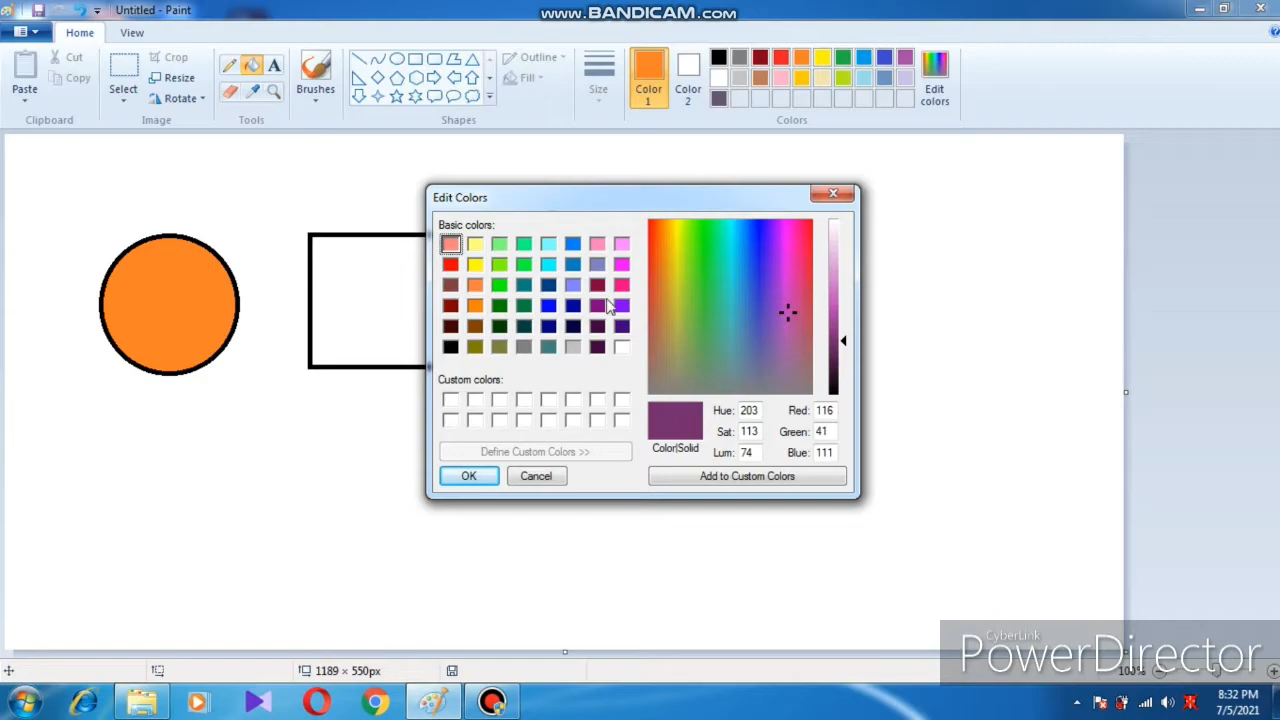 Untitled - Paint
www.BANDICAM.com
Home
View
Paste
Cut
Copy
Clipboard
Select
Crop
Resize
Rotate
Image
Tools
Brushes
Outline
Fill
Shapes
Size
Color 1
Color 2
Edit colors
Colors
Edit Colors
Basic colors:
Custom colors:
Define Custom Colors >>
OK
Cancel
Color|Solid
Hue: 203
Sat: 113
Lum: 74
Red: 116
Green: 41
Blue: 111
Add to Custom Colors
CyberLink
PowerDirector
1189 × 550px
100%
8:32 PM
7/5/2021